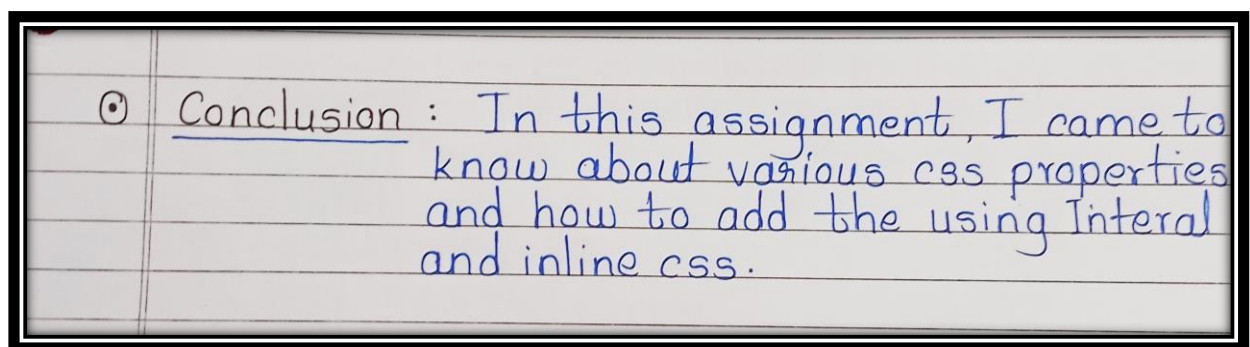 Conclusion : In this assignment, I came to
know about various css properties
and how to add the using Interal
and inline css.